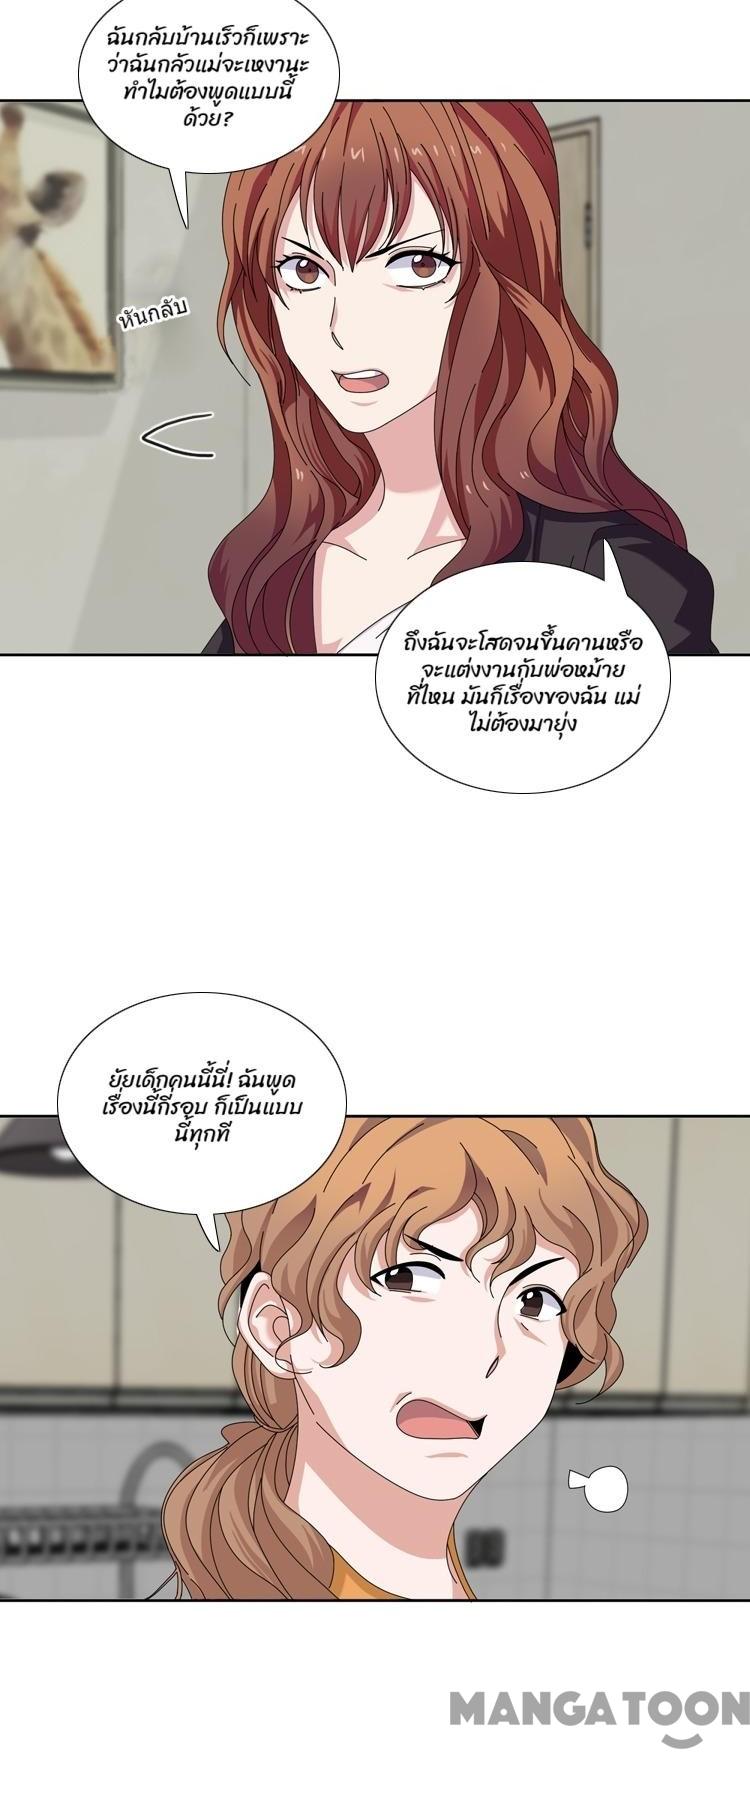 ฉันกลับบ้านเร็วก็เพราะ
ว่าฉันกลัวแม่จะเหงานะ
ทำไมต้องพูดแบบนี้
ด้วย?
หันกลับ
ถึงฉันจะโสดจนขึ้นคานหรือ
จะแต่งงานกับพ่อหม้าย
ที่ไหน มันก็เรื่องของฉัน แม่
ไม่ต้องมายุ่ง
ยัยเด็กคนนี้นี่! ฉันพูด
เรื่องนี้กี่รอบ ก็เป็นแบบ
นี้ทุกที
MANGATOON